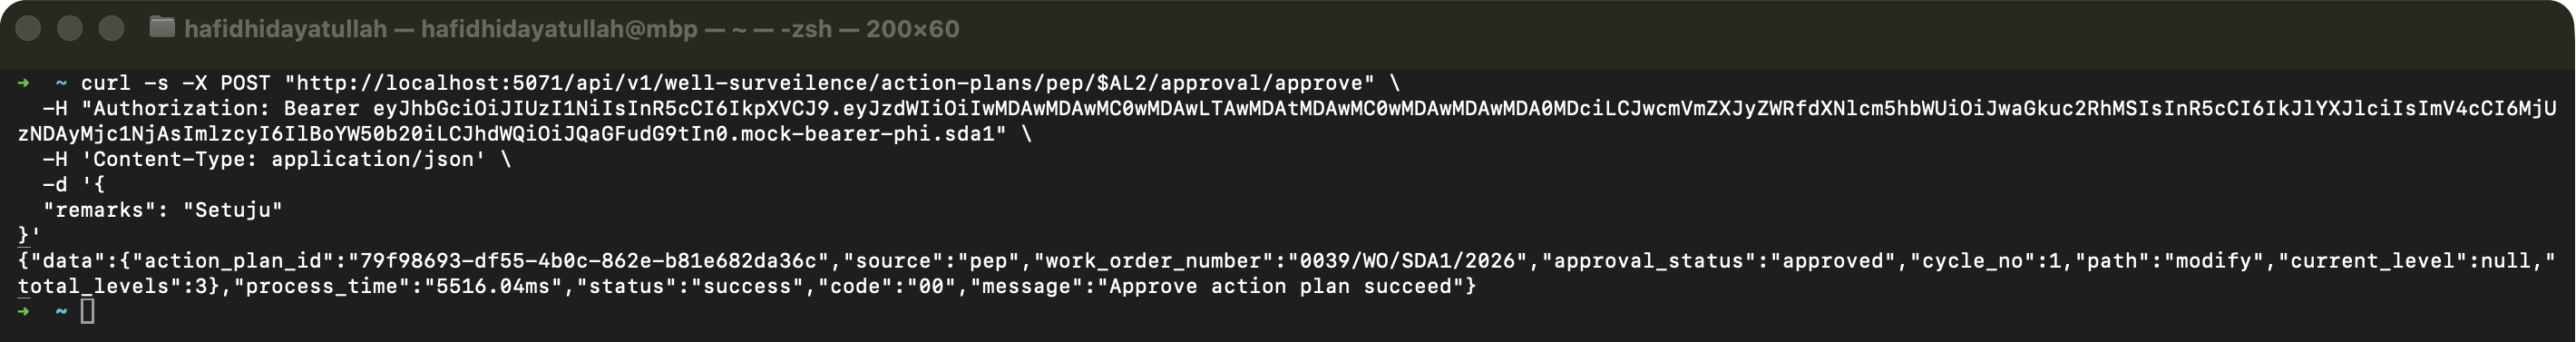 hafidhidayatullah — hafidhidayatullah@mbp — ~ — -zsh — 200×60
➜  ~ curl -s -X POST "http://localhost:5071/api/v1/well-surveilence/action-plans/pep/$AL2/approval/approve" \
  -H "Authorization: Bearer eyJhbGciOiJIUzI1NiIsInR5cCI6IkpXVCJ9.eyJzdWIiOiIwMDAwMDAwMC0wMDAwLTAwMDAtMDAwMC0wMDAwMDAwMDA0MDciLCJwcmVmZXJyZWRfdXNlcm5hbWUiOiJwaGkuc2RhMSIsInR5cCI6IkJlYXJlciIsImV4cCI6MjU
zNDAyMjc1NjAsImlzcyI6IlBoYW50b20iLCJhdWQiOiJQaGFudG9tIn0.mock-bearer-phi.sda1" \
  -H 'Content-Type: application/json' \
  -d '{
  "remarks": "Setuju"
}'
{"data":{"action_plan_id":"79f98693-df55-4b0c-862e-b81e682da36c","source":"pep","work_order_number":"0039/WO/SDA1/2026","approval_status":"approved","cycle_no":1,"path":"modify","current_level":null,"
total_levels":3},"process_time":"5516.04ms","status":"success","code":"00","message":"Approve action plan succeed"}
➜  ~